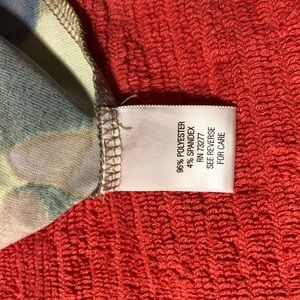 96% POLYESTER
4% SPANDEX
RN 73277
SEE REVERSE
FOR CARE